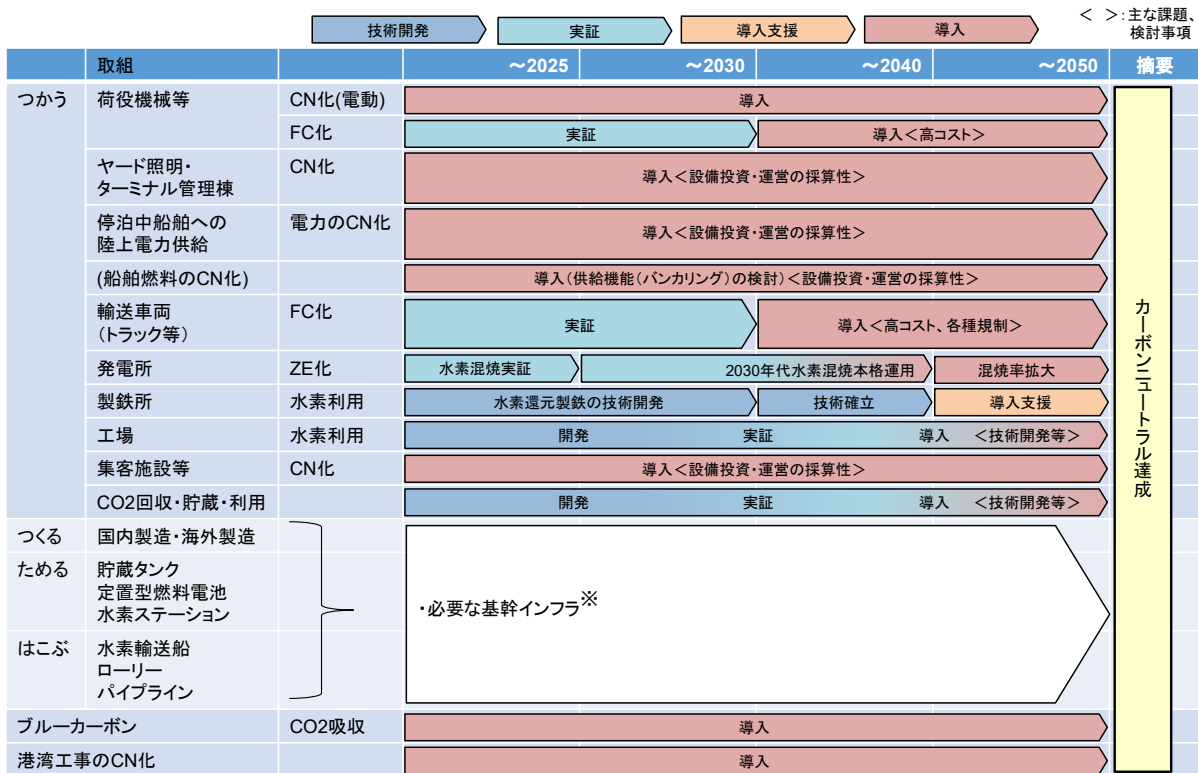 < >:主な課題、
検討事項
技術開発 実証 導入支援 導入
取組 ~2025 ~2030 ~2040 ~2050 摘要
つかう 荷役機械等 CN化(電動) 導入
FC化 実証 導入<高コスト>
ヤード照明・
ターミナル管理棟
CN化 導入<設備投資・運営の採算性>
停泊中船舶への
陸上電力供給
電力のCN化 導入<設備投資・運営の採算性>
(船舶燃料のCN化) 導入(供給機能(バンカリング)の検討)<設備投資・運営の採算性>
輸送車両
(トラック等)
FC化 実証 導入<高コスト、各種規制>
発電所 ZE化 水素混焼実証 2030年代水素混焼本格運用 混焼率拡大
製鉄所 水素利用 水素還元製鉄の技術開発 技術確立 導入支援
工場 水素利用 開発 実証 導入 <技術開発等>
集客施設等 CN化 導入<設備投資・運営の採算性>
CO2回収・貯蔵・利用 開発 実証 導入 <技術開発等>
つくる 国内製造・海外製造
ためる 貯蔵タンク
定置型燃料電池
水素ステーション
・必要な基幹インフラ※
はこぶ 水素輸送船
ローリー
パイプライン
ブルーカーボン CO2吸収 導入
港湾工事のCN化 導入
カーボンニュートラル達成